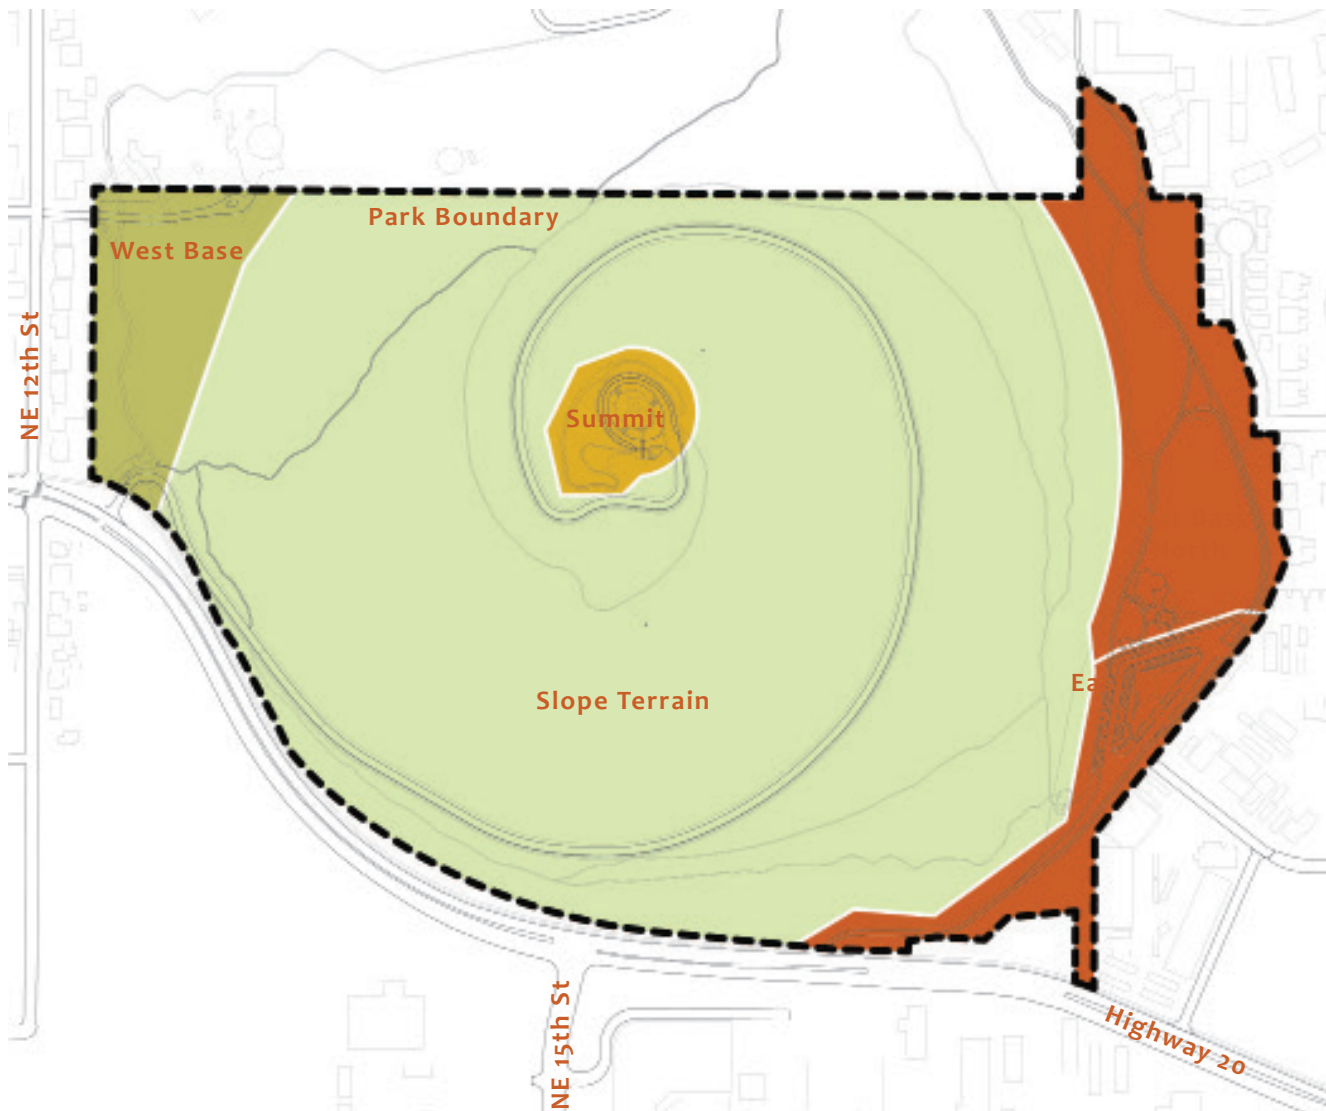 Park Boundary
West Base
NE 12th St
Summit
Slope Terrain
Ea
NE 15th St
Highway 20